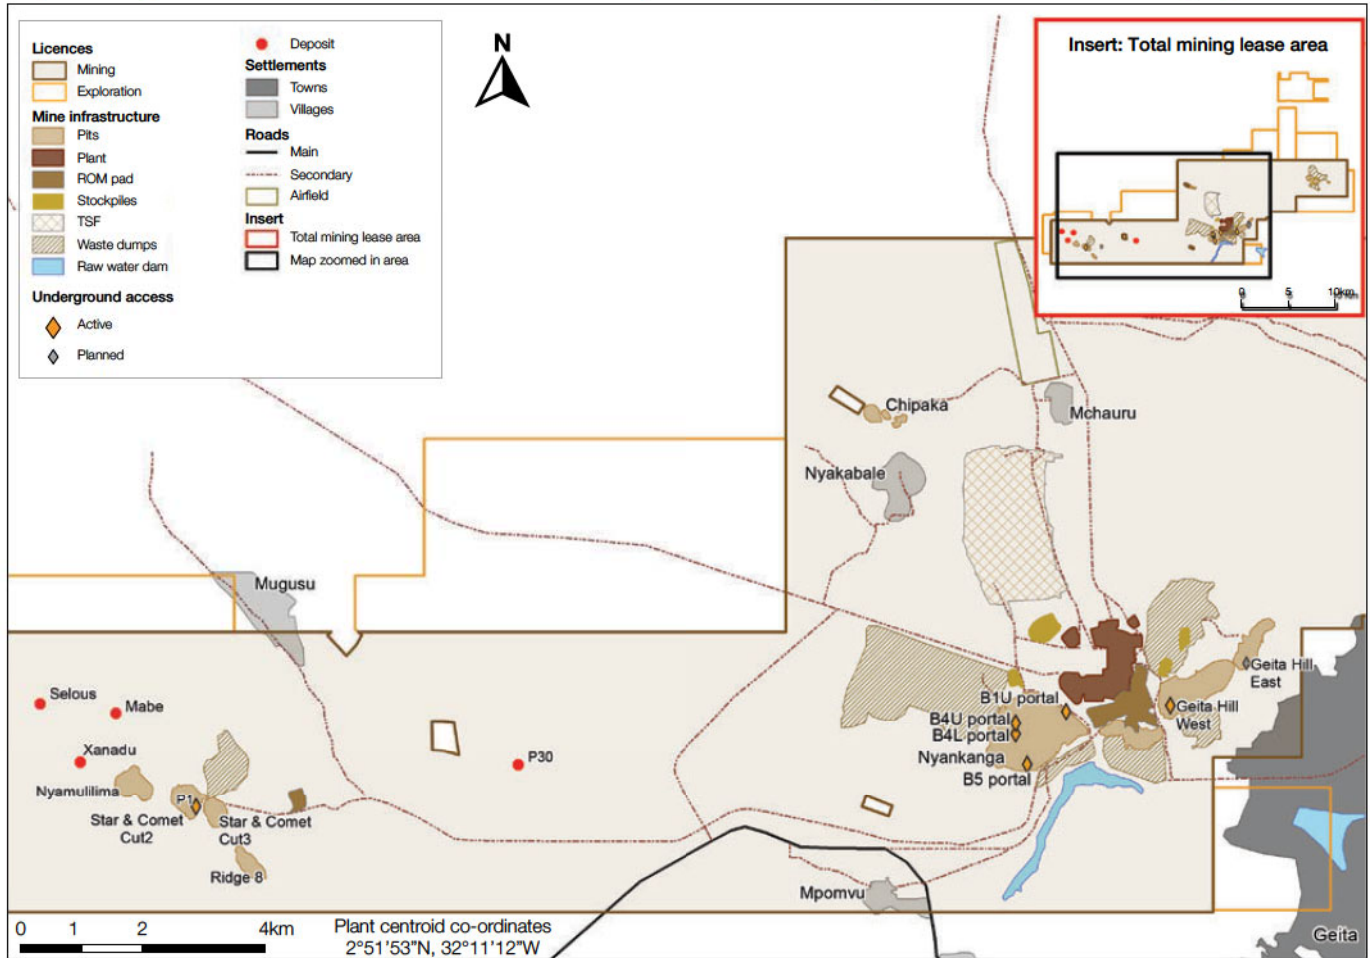 Licences
Mining
Exploration
Mine infrastructure
Pits
Plant
ROM pad
Stockpiles
TSF
Waste dumps
Raw water dam
Underground access
Active
Planned
Deposit
Settlements
Towns
Villages
Roads
Main
Secondary
Airfield
Insert
Total mining lease area
Map zoomed in area
N
Insert: Total mining lease area
0 5 10km
Chipaka
Mchauru
Nyakabale
Mugusu
Selous
Mabe
Xanadu
Nyamulilima
P1
Star & Comet
Cut2
Star & Comet
Cut3
Ridge 8
P30
B1U portal
B4U portal
B4L portal
Nyankanga
B5 portal
Geita Hill
East
Geita Hill
West
Mpomvu
Geita
0 1 2 4km
Plant centroid co-ordinates
2°51'53"N, 32°11'12"W